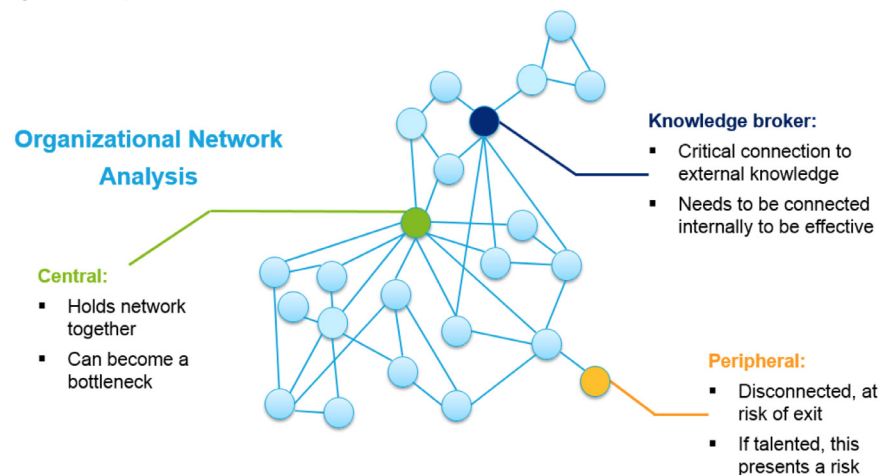 Organizational Network
Analysis
Knowledge broker:
▪ Critical connection to
external knowledge
▪ Needs to be connected
internally to be effective
Central:
▪ Holds network
together
▪ Can become a
bottleneck
Peripheral:
▪ Disconnected, at
risk of exit
▪ If talented, this
presents a risk